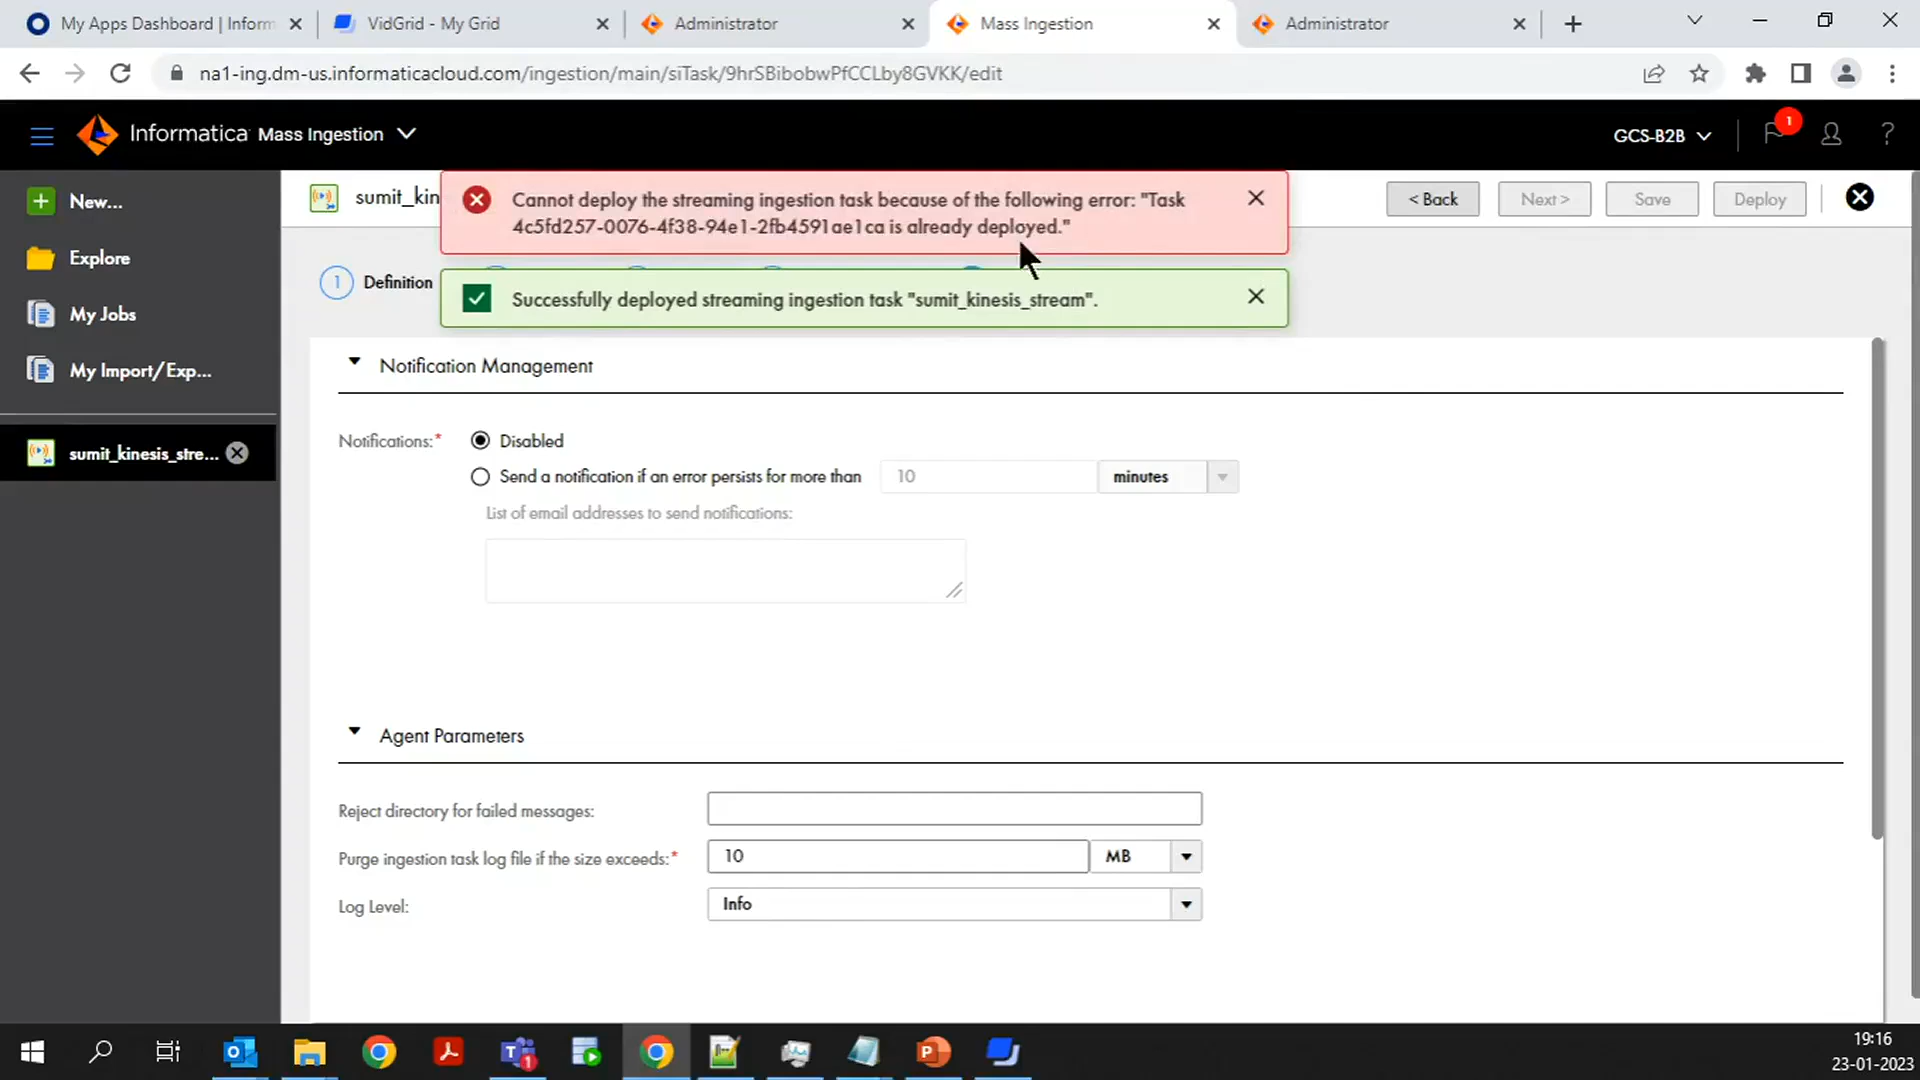 My Apps Dashboard | Inform
VidGrid - My Grid
Administrator
Mass Ingestion
Administrator
na1-ing.dm-us.informaticacloud.com/ingestion/main/siTask/9hrSBibobwPfCCLby8GVKK/edit
Informatica Mass Ingestion
GCS-B2B
1
?
New...
Explore
My Jobs
My Import/Exp...
sumit_kinesis_stre...
sumit_kin
Cannot deploy the streaming ingestion task because of the following error: "Task
4c5fd257-0076-4f38-94e1-2fb4591ae1ca is already deployed."
< Back
Next >
Save
Deploy
1 Definition
Successfully deployed streaming ingestion task "sumit_kinesis_stream".
Notification Management
Notifications:*
Disabled
Send a notification if an error persists for more than 10 minutes
List of email addresses to send notifications:
Agent Parameters
Reject directory for failed messages:
Purge ingestion task log file if the size exceeds:* 10 MB
Log Level: Info
19:16
23-01-2023